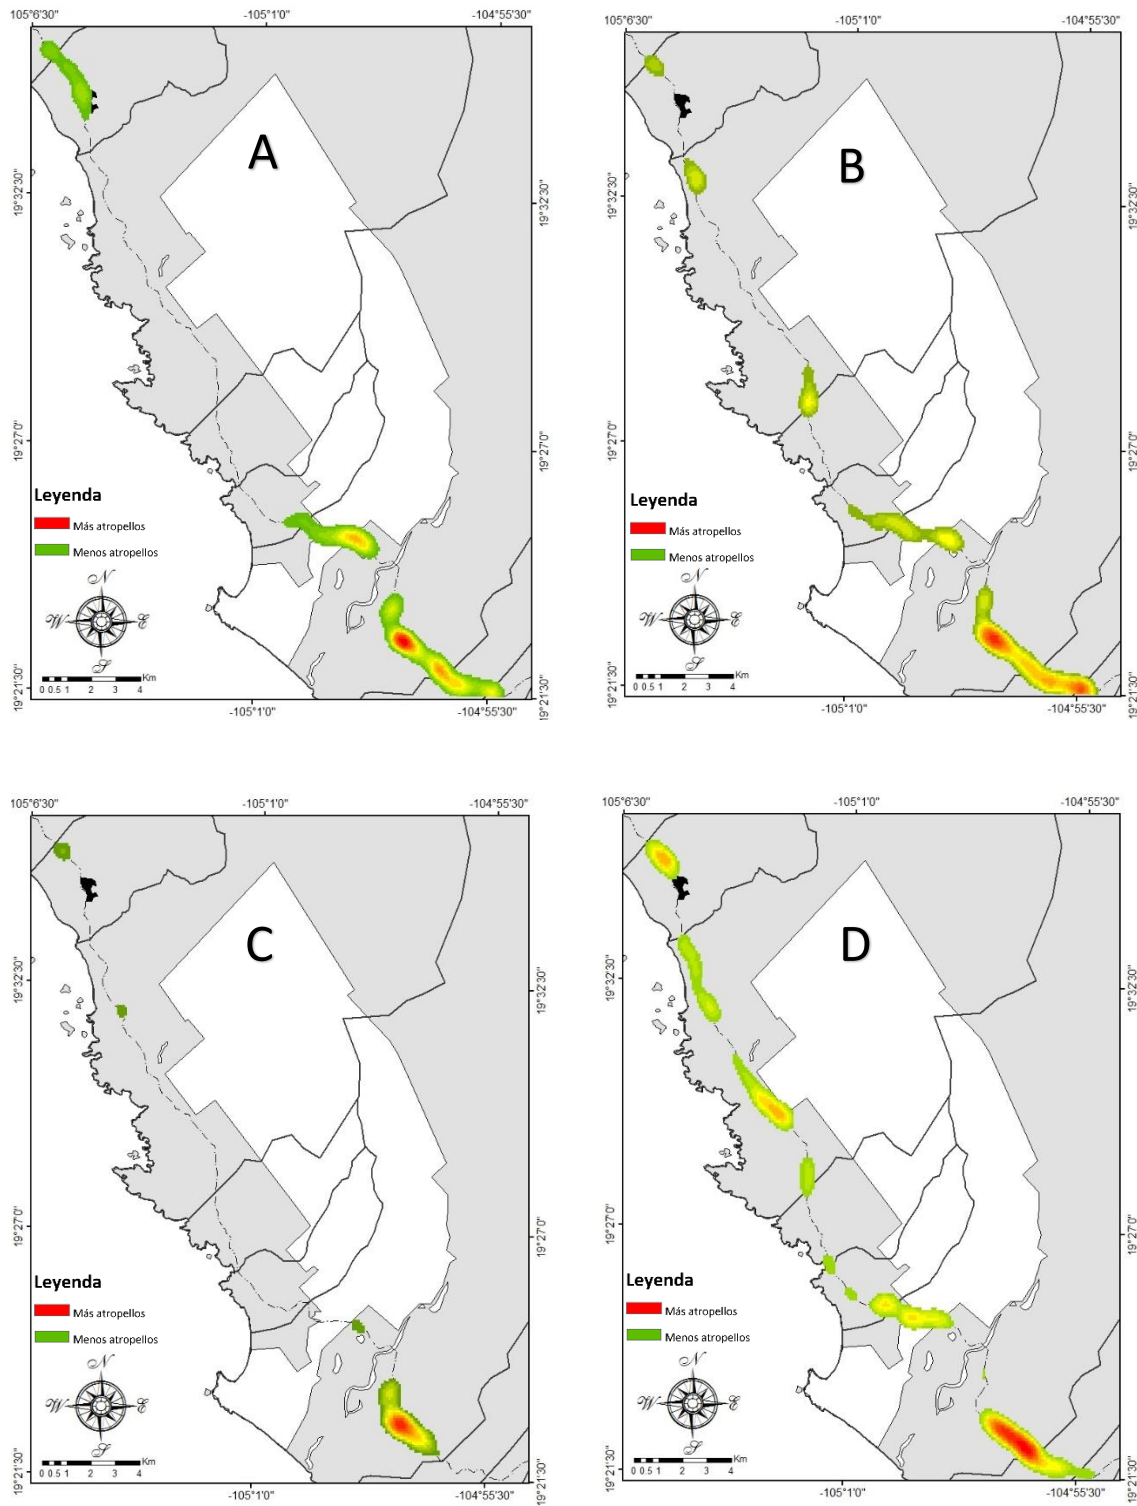 105°6'30" -105°1'0" -104°55'30"
A
19°32'30" 19°32'30"
19°27'0" 19°27'0"
Leyenda
Más atropellos
Menos atropellos
N
W E
S
Km
0 0.5 1 2 3 4
19°21'30" 19°21'30"
-105°1'0" -104°55'30"
105°6'30" -105°1'0" -104°55'30"
B
19°32'30" 19°32'30"
19°27'0" 19°27'0"
Leyenda
Más atropellos
Menos atropellos
N
W E
S
Km
0 0.5 1 2 3 4
19°21'30" 19°21'30"
-105°1'0" -104°55'30"
105°6'30" -105°1'0" -104°55'30"
C
19°32'30" 19°32'30"
19°27'0" 19°27'0"
Leyenda
Más atropellos
Menos atropellos
N
W E
S
Km
0 0.5 1 2 3 4
19°21'30" 19°21'30"
-105°1'0" -104°55'30"
105°6'30" -105°1'0" -104°55'30"
D
19°32'30" 19°32'30"
19°27'0" 19°27'0"
Leyenda
Más atropellos
Menos atropellos
N
W E
S
Km
0 0.5 1 2 3 4
19°21'30" 19°21'30"
-105°1'0" -104°55'30"